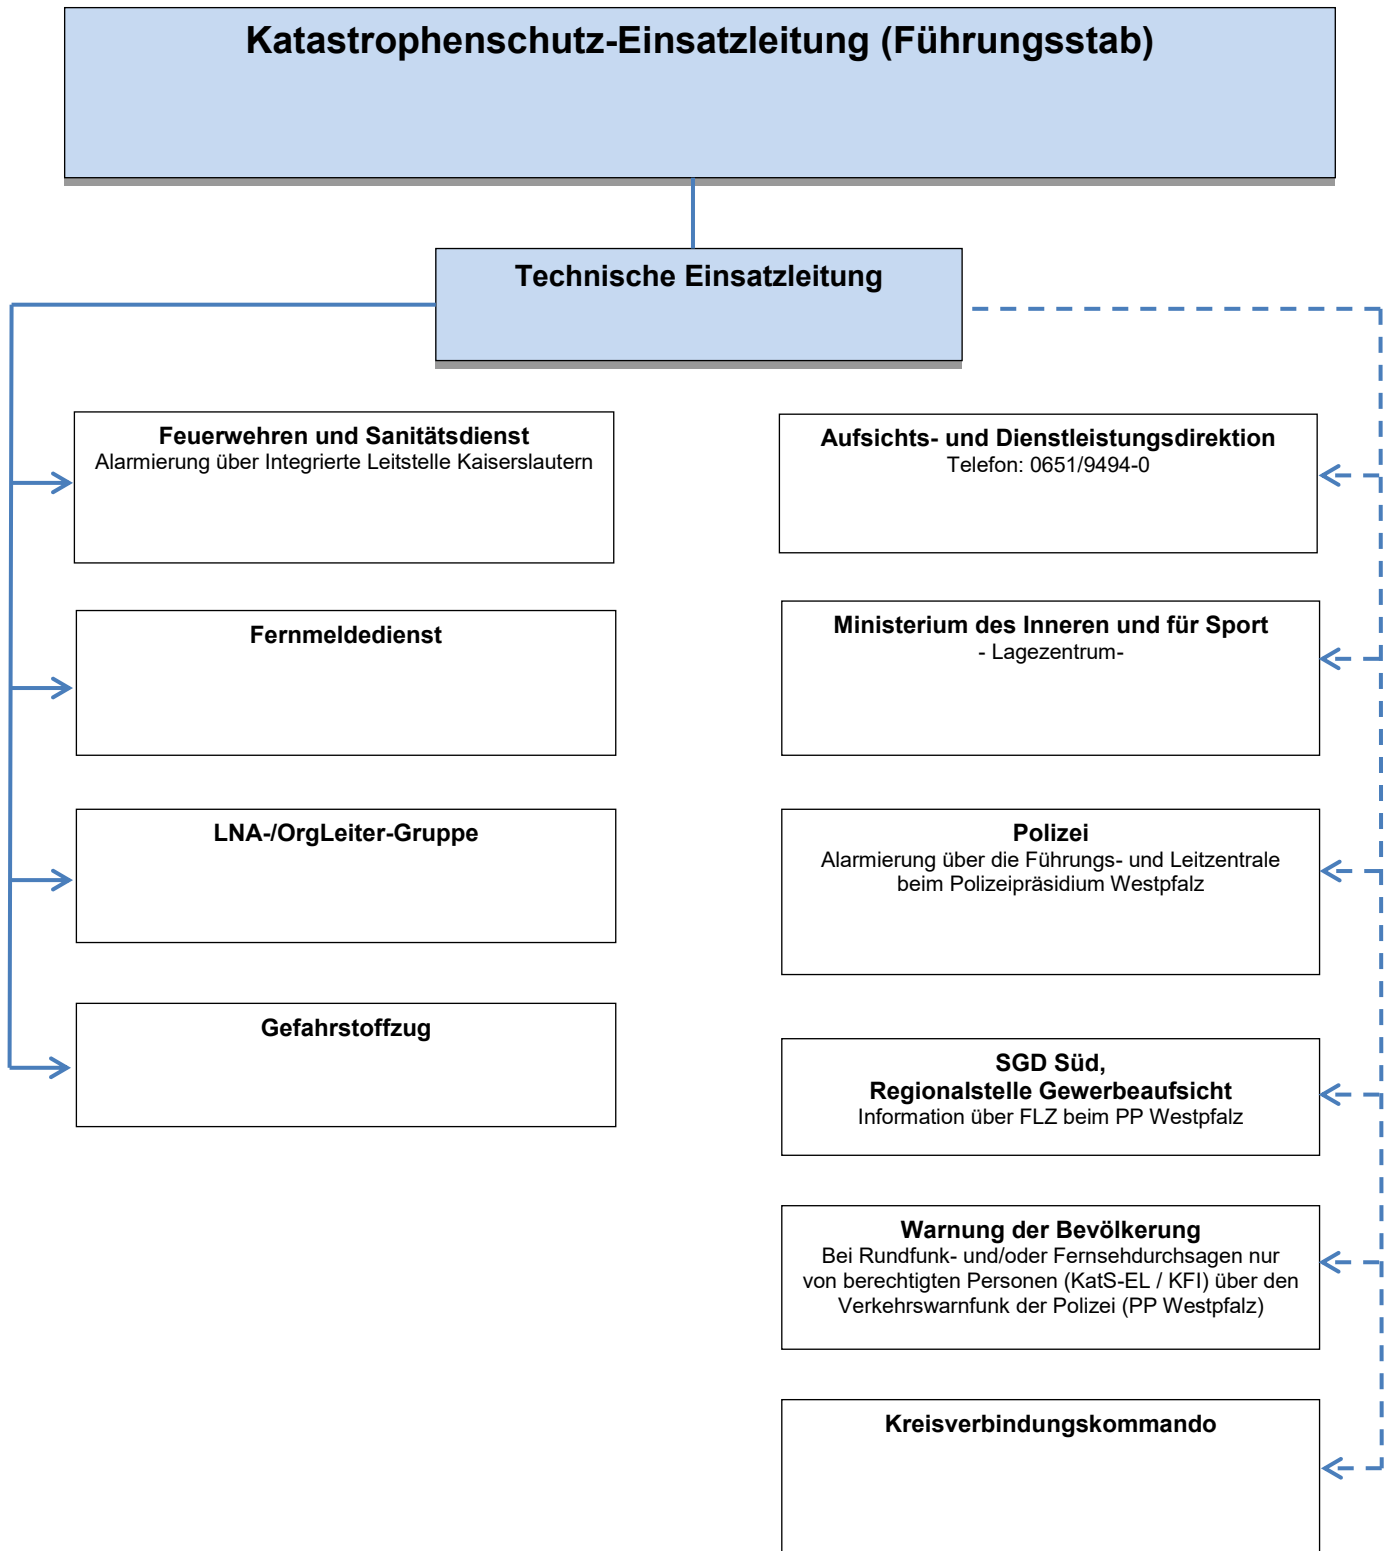 Katastrophenschutz-Einsatzleitung (Führungsstab)
Technische Einsatzleitung
Feuerwehren und Sanitätsdienst
Alarmierung über Integrierte Leitstelle Kaiserslautern
Fernmeldedienst
LNA-/OrgLeiter-Gruppe
Gefahrstoffzug
Aufsichts- und Dienstleistungsdirektion
Telefon: 0651/9494-0
Ministerium des Inneren und für Sport
- Lagezentrum-
Polizei
Alarmierung über die Führungs- und Leitzentrale
beim Polizeipräsidium Westpfalz
SGD Süd,
Regionalstelle Gewerbeaufsicht
Information über FLZ beim PP Westpfalz
Warnung der Bevölkerung
Bei Rundfunk- und/oder Fernsehdurchsagen nur
von berechtigten Personen (KatS-EL / KFI) über den
Verkehrswarnfunk der Polizei (PP Westpfalz)
Kreisverbindungskommando